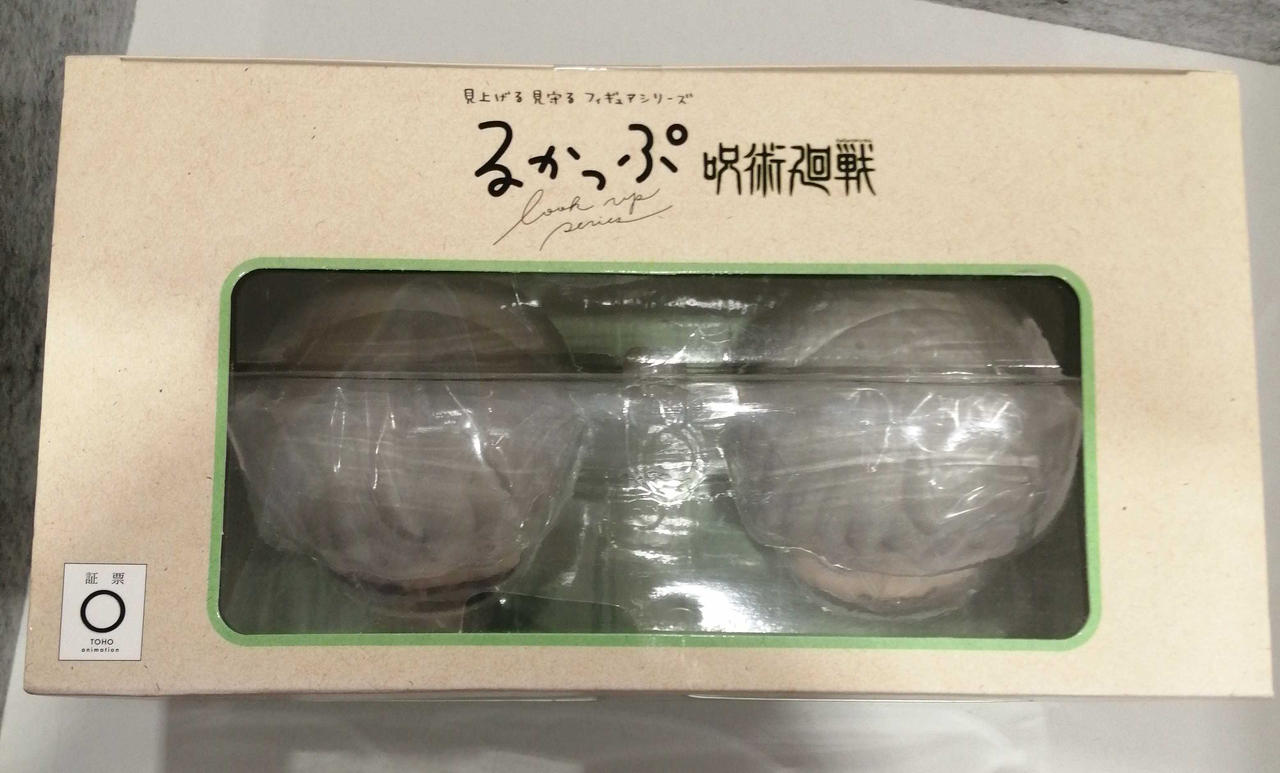 見上げる 見守る フィギュアシリーズ
るかっぷ 呪術廻戦
look up
series
証 票
TOHO
animation